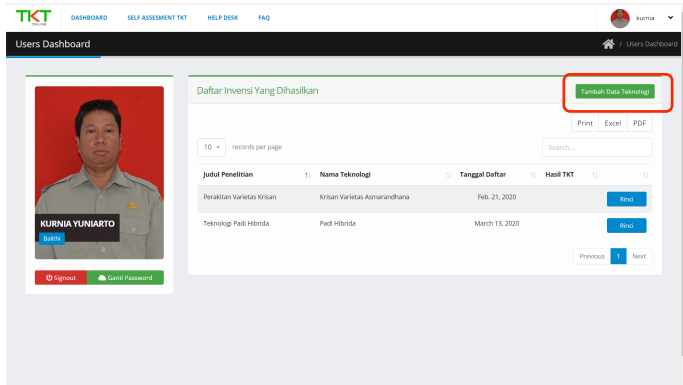 TKT
ONLINE
DASHBOARD SELF ASSESMENT TKT HELP DESK FAQ kurnia
Users Dashboard / Users Dashboard
Daftar Invensi Yang Dihasilkan Tambah Data Teknologi
Print Excel PDF
10 records per page Search...
Judul Penelitian Nama Teknologi Tanggal Daftar Hasil TKT
Perakitan Varietas Krisan Krisan Varietas Asmarandhana Feb. 21, 2020 Rinci
Teknologi Padi Hibrida Padi Hibrida March 13, 2020 Rinci
KURNIA YUNIARTO
Balithi
Previous 1 Next
Signout Ganti Password